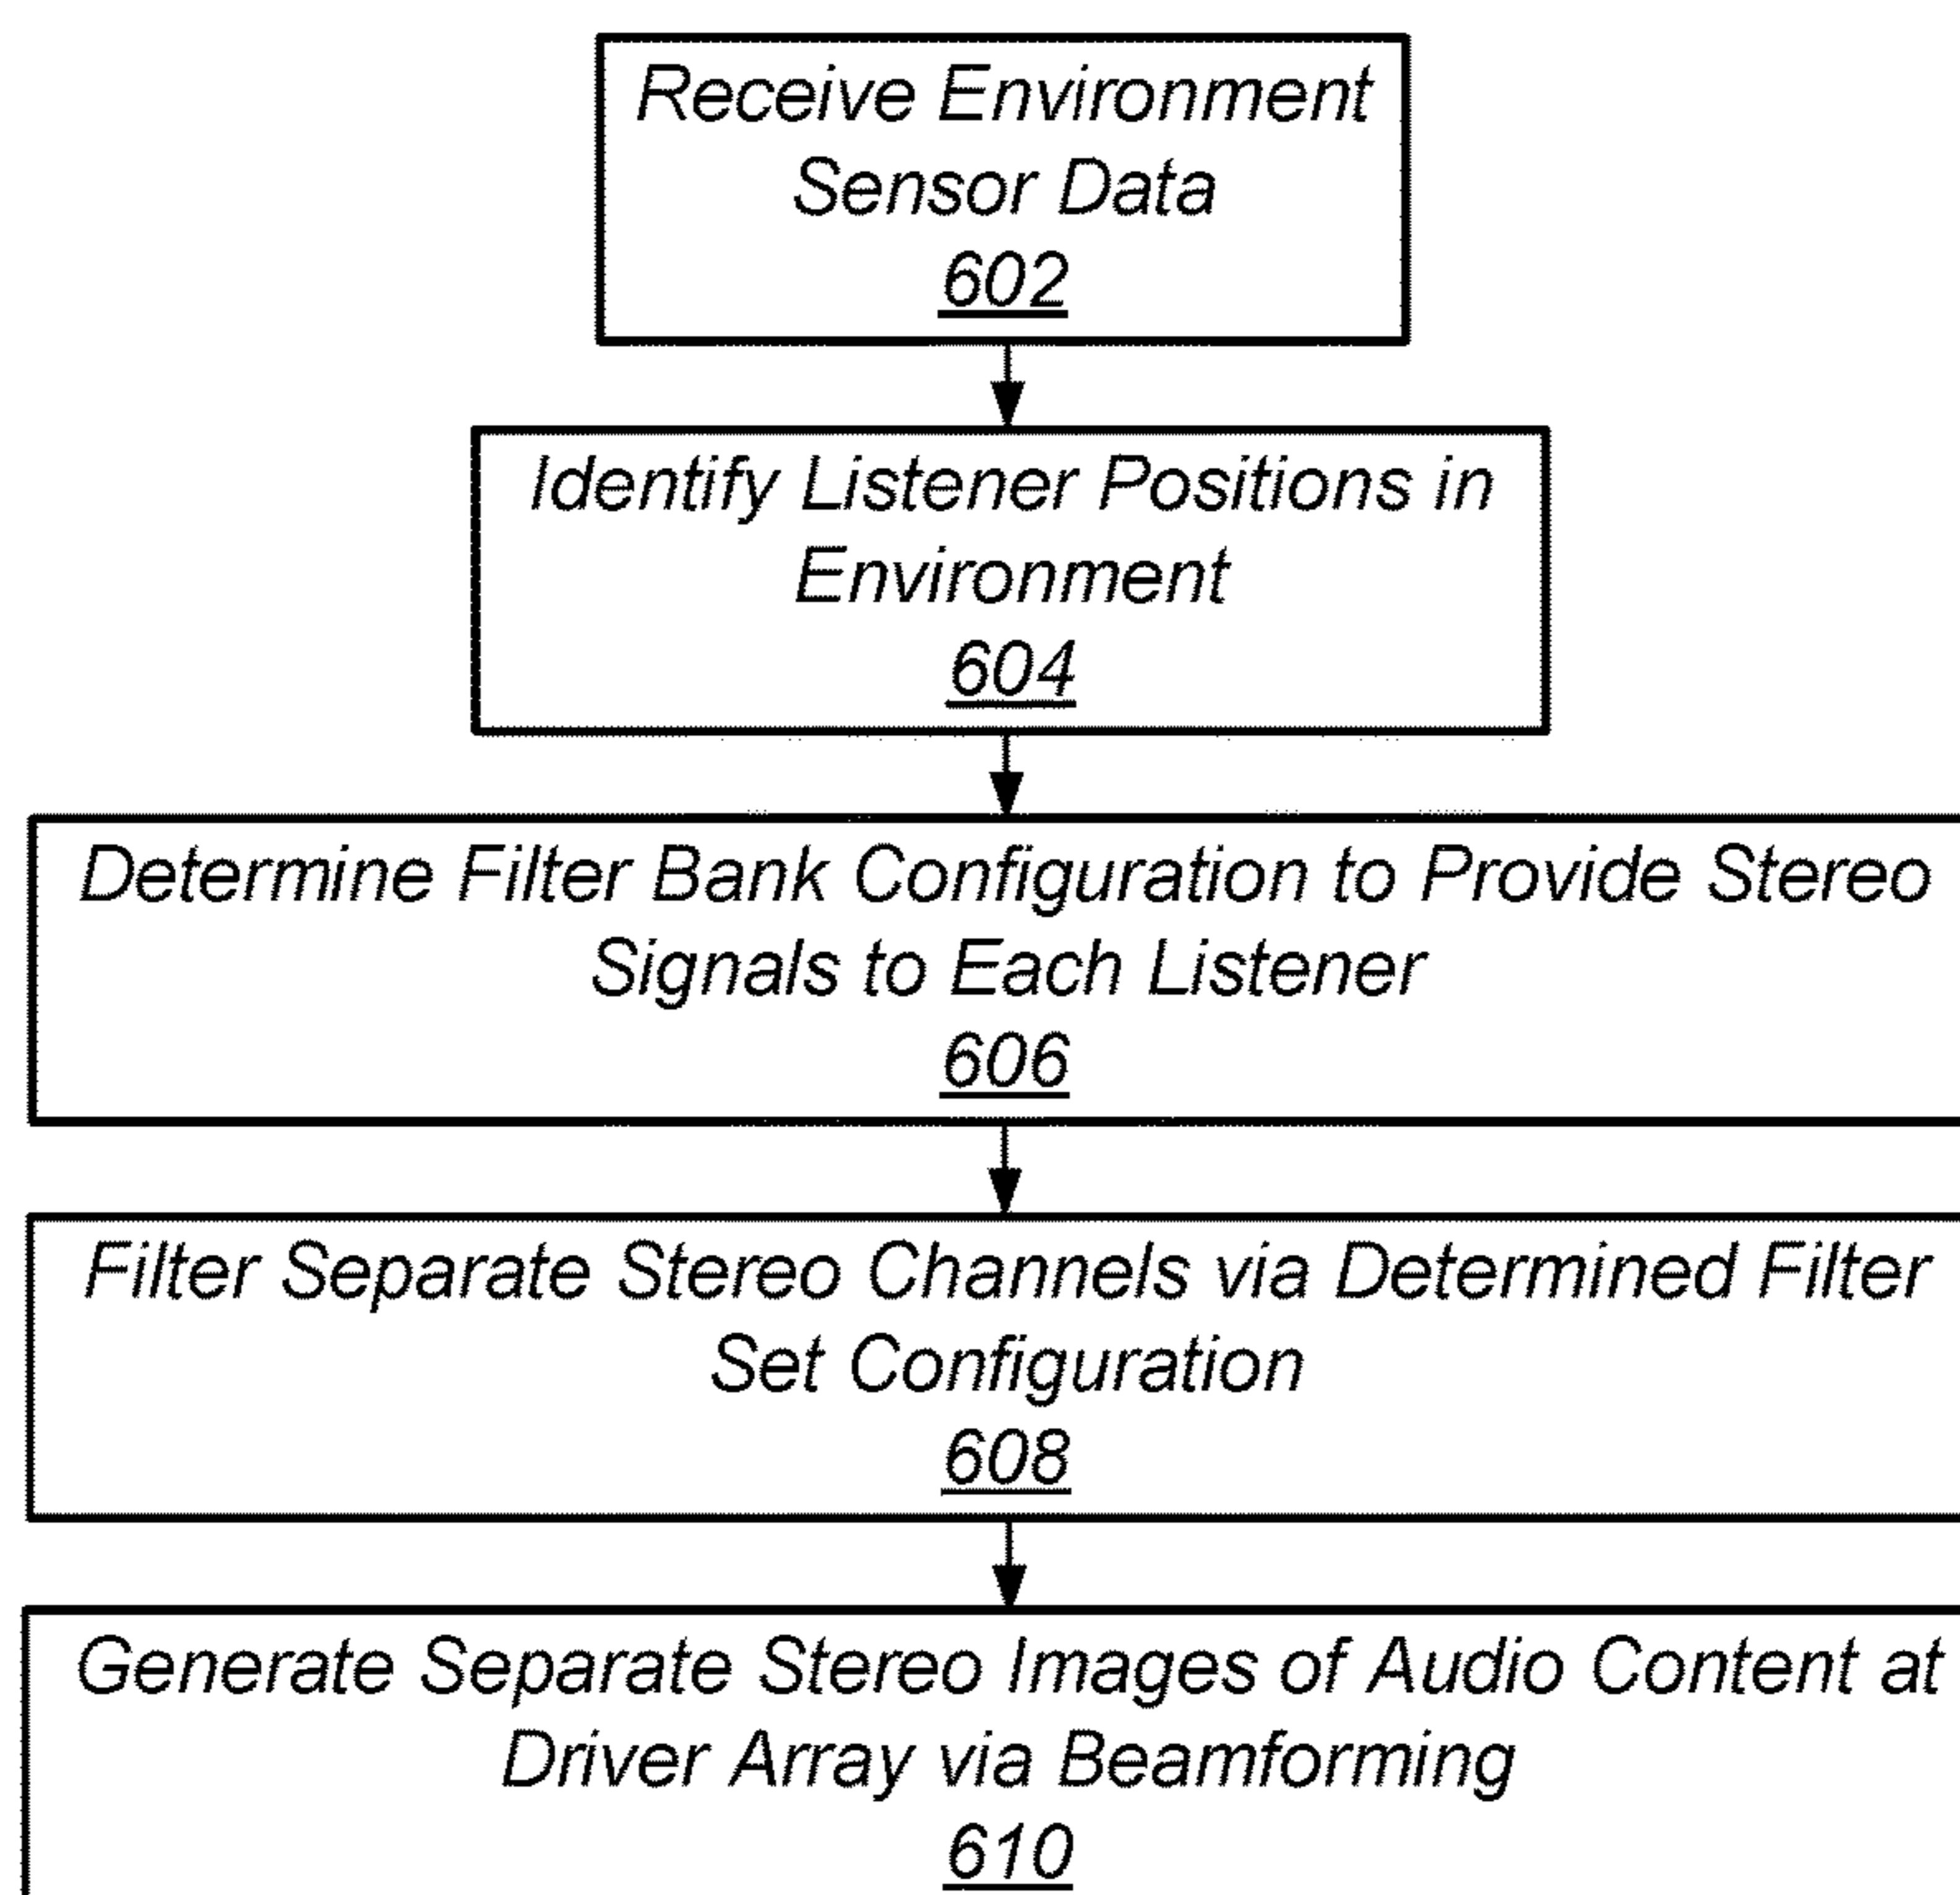 Receive Environment
Sensor Data
602
Identify Listener Positions in
Environment
604
Determine Filter Bank Configuration to Provide Stereo
Signals to Each Listener
606
Filter Separate Stereo Channels via Determined Filter
Set Configuration
608
Generate Separate Stereo Images of Audio Content at
Driver Array via Beamforming
610